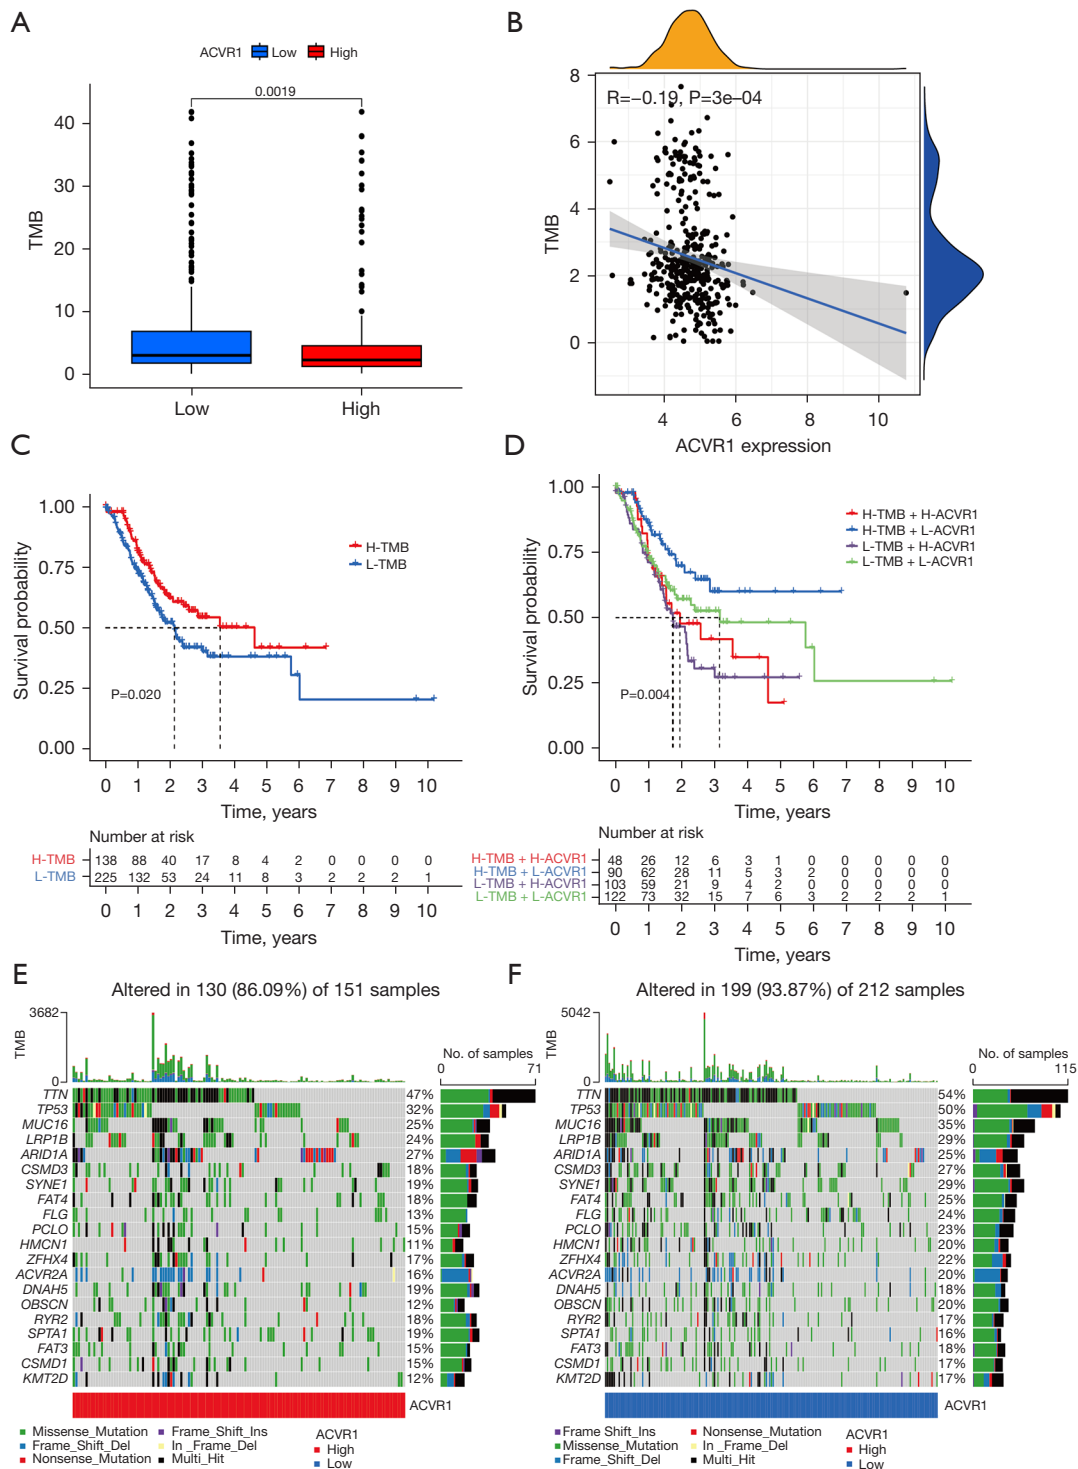 A
ACVR1 Low High
0.0019
TMB
40
30
20
10
0
Low High
B
R=−0.19, P=3e−04
TMB
8
6
4
2
0
4 6 8 10
ACVR1 expression
C
Survival probability
1.00
0.75
0.50
0.25
0.00
H-TMB
L-TMB
P=0.020
0 1 2 3 4 5 6 7 8 9 10
Time, years
Number at risk
H-TMB 138 88 40 17 8 4 2 0 0 0 0
L-TMB 225 132 53 24 11 8 3 2 2 2 1
0 1 2 3 4 5 6 7 8 9 10
Time, years
D
Survival probability
1.00
0.75
0.50
0.25
0.00
H-TMB + H-ACVR1
H-TMB + L-ACVR1
L-TMB + H-ACVR1
L-TMB + L-ACVR1
P=0.004
0 1 2 3 4 5 6 7 8 9 10
Time, years
Number at risk
H-TMB + H-ACVR1 48 26 12 6 3 1 0 0 0 0 0
H-TMB + L-ACVR1 90 62 28 11 5 3 2 0 0 0 0
L-TMB + H-ACVR1 103 59 21 9 4 2 0 0 0 0 0
L-TMB + L-ACVR1 122 73 32 15 7 6 3 2 2 2 1
0 1 2 3 4 5 6 7 8 9 10
Time, years
E
Altered in 130 (86.09%) of 151 samples
TMB
3682
0
No. of samples
0 71
TTN 47%
TP53 32%
MUC16 25%
LRP1B 24%
ARID1A 27%
CSMD3 18%
SYNE1 19%
FAT4 18%
FLG 13%
PCLO 15%
HMCN1 11%
ZFHX4 17%
ACVR2A 16%
DNAH5 19%
OBSCN 12%
RYR2 18%
SPTA1 19%
FAT3 15%
CSMD1 15%
KMT2D 12%
ACVR1
Missense_Mutation
Frame_Shift_Del
Nonsense_Mutation
Frame_Shift_Ins
In _Frame_Del
Multi_Hit
ACVR1
High
Low
F
Altered in 199 (93.87%) of 212 samples
TMB
5042
0
No. of samples
0 115
TTN 54%
TP53 50%
MUC16 35%
LRP1B 29%
ARID1A 25%
CSMD3 27%
SYNE1 29%
FAT4 25%
FLG 24%
PCLO 23%
HMCN1 20%
ZFHX4 22%
ACVR2A 20%
DNAH5 18%
OBSCN 20%
RYR2 17%
SPTA1 16%
FAT3 18%
CSMD1 17%
KMT2D 17%
ACVR1
Frame Shift_Ins
Missense_Mutation
Frame_Shift_Del
Nonsense_Mutation
In _Frame_Del
Multi_Hit
ACVR1
High
Low